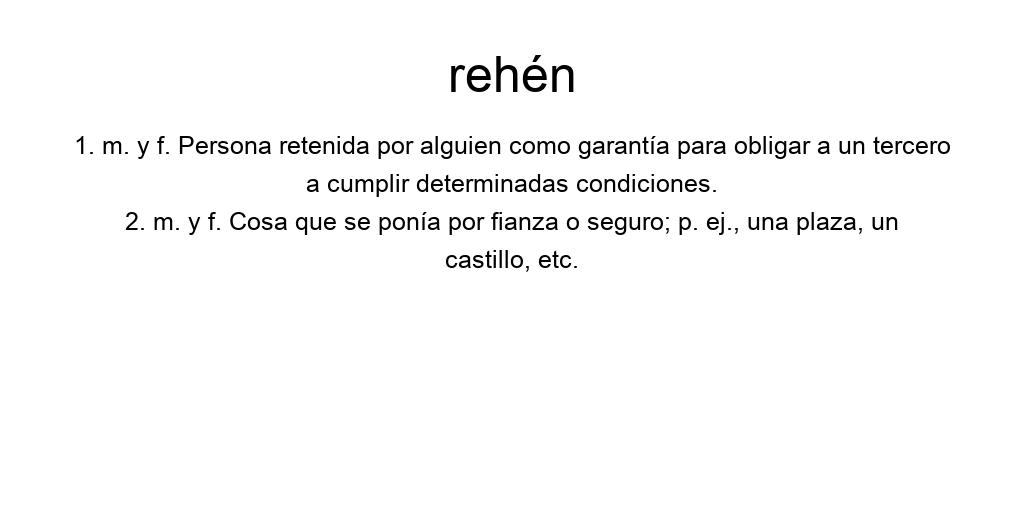 rehén
1. m. y f. Persona retenida por alguien como garantía para obligar a un tercero
a cumplir determinadas condiciones.
2. m. y f. Cosa que se ponía por fianza o seguro; p. ej., una plaza, un
castillo, etc.